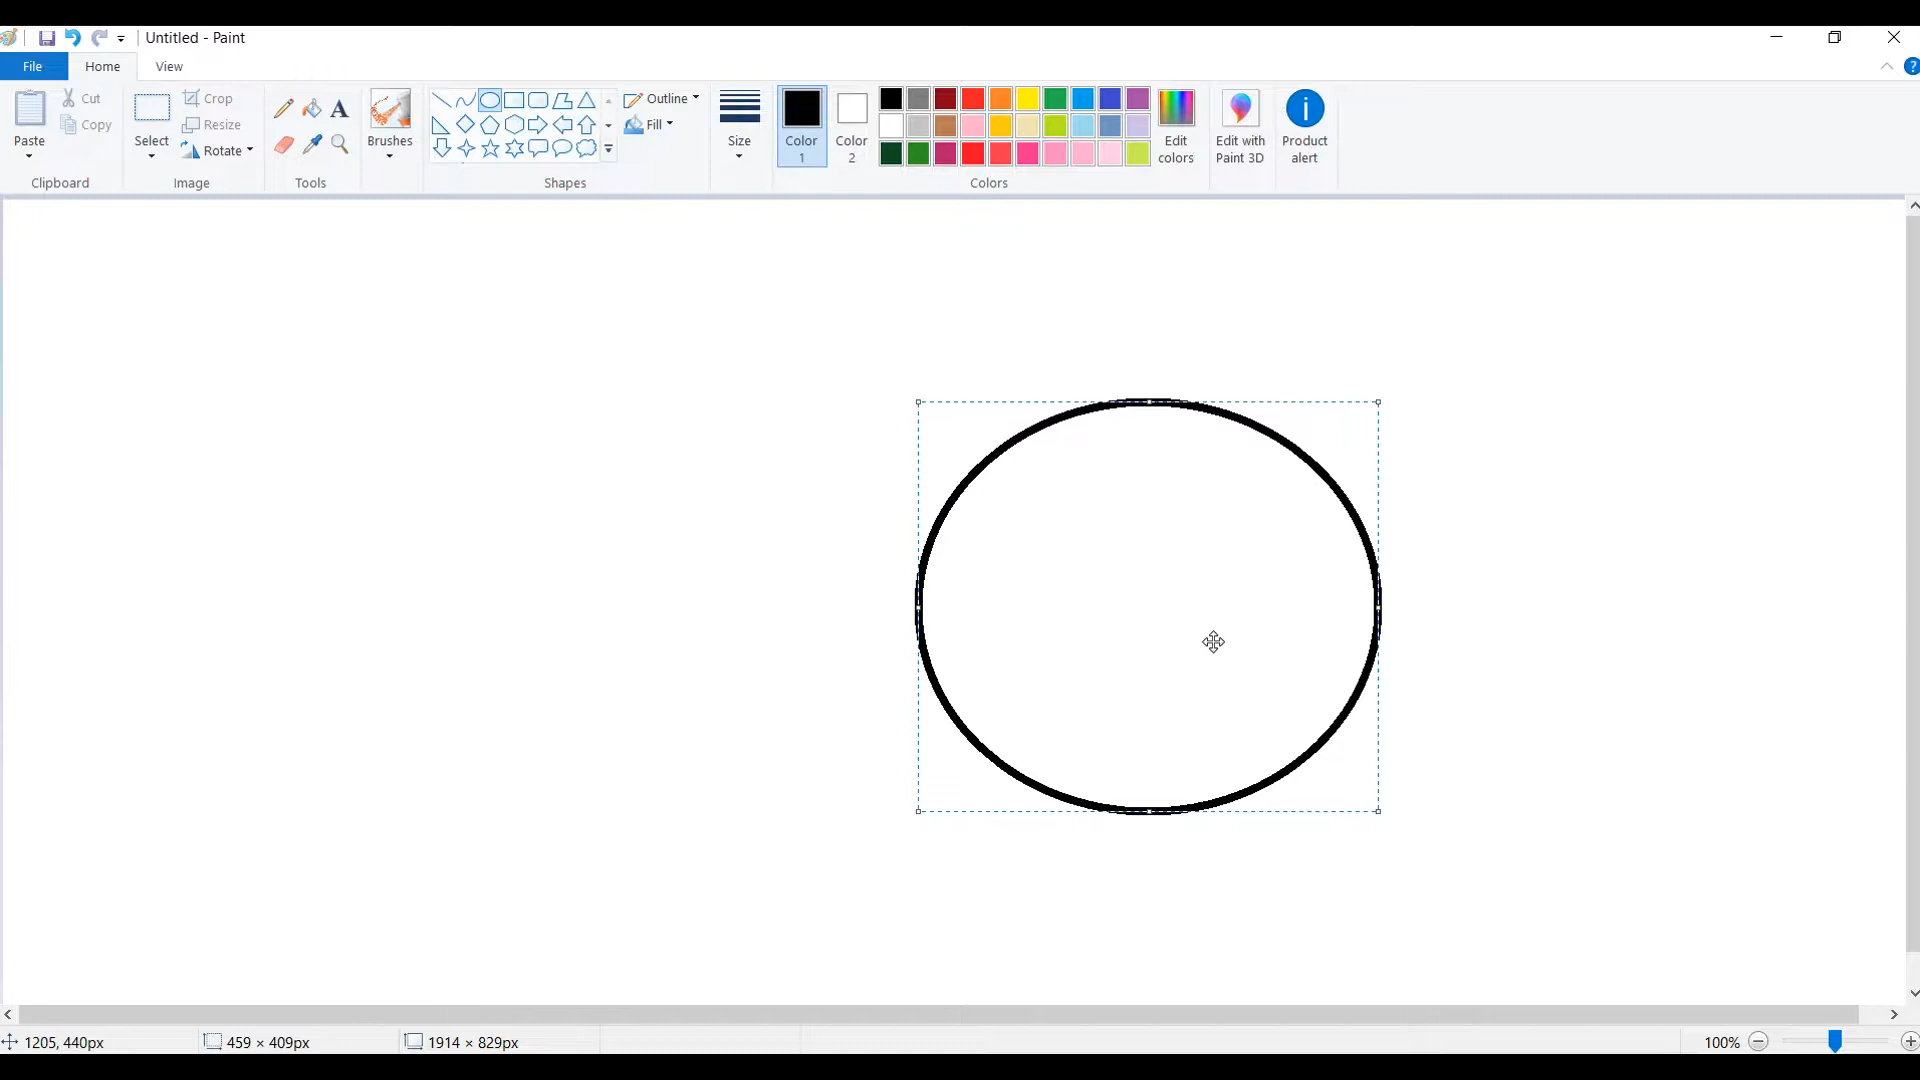 Untitled - Paint
File Home View
Paste
Cut
Copy
Clipboard
Select
Crop
Resize
Rotate
Image
A
Tools
Brushes
Outline
Fill
Shapes
Size
Color
1
Color
2
Edit
colors
Colors
Edit with
Paint 3D
Product
alert
1205, 440px 459 × 409px 1914 × 829px 100%